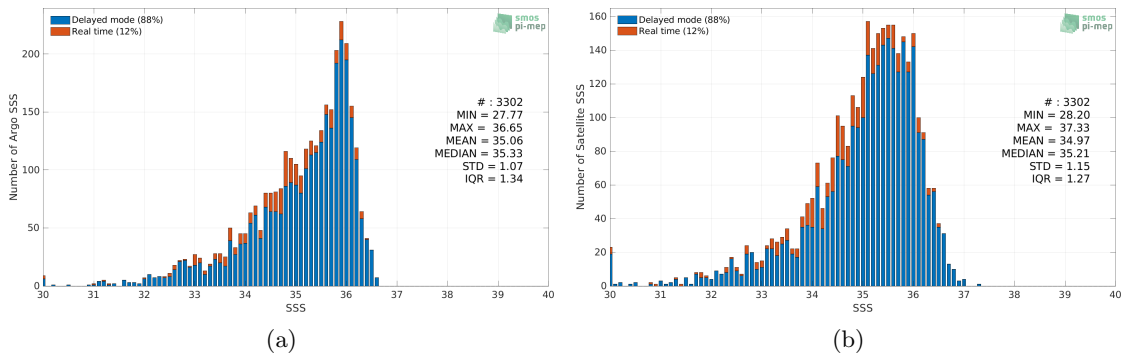 Delayed mode (88%)
Real time (12%)
smos
pi-mep
Number of Argo SSS
200
150
100
50
0
# : 3302
MIN = 27.77
MAX = 36.65
MEAN = 35.06
MEDIAN = 35.33
STD = 1.07
IQR = 1.34
30 31 32 33 34 35 36 37 38 39 40
SSS
(a)
Delayed mode (88%)
Real time (12%)
smos
pi-mep
Number of Satellite SSS
160
140
120
100
80
60
40
20
0
# : 3302
MIN = 28.20
MAX = 37.33
MEAN = 34.97
MEDIAN = 35.21
STD = 1.15
IQR = 1.27
30 31 32 33 34 35 36 37 38 39 40
SSS
(b)